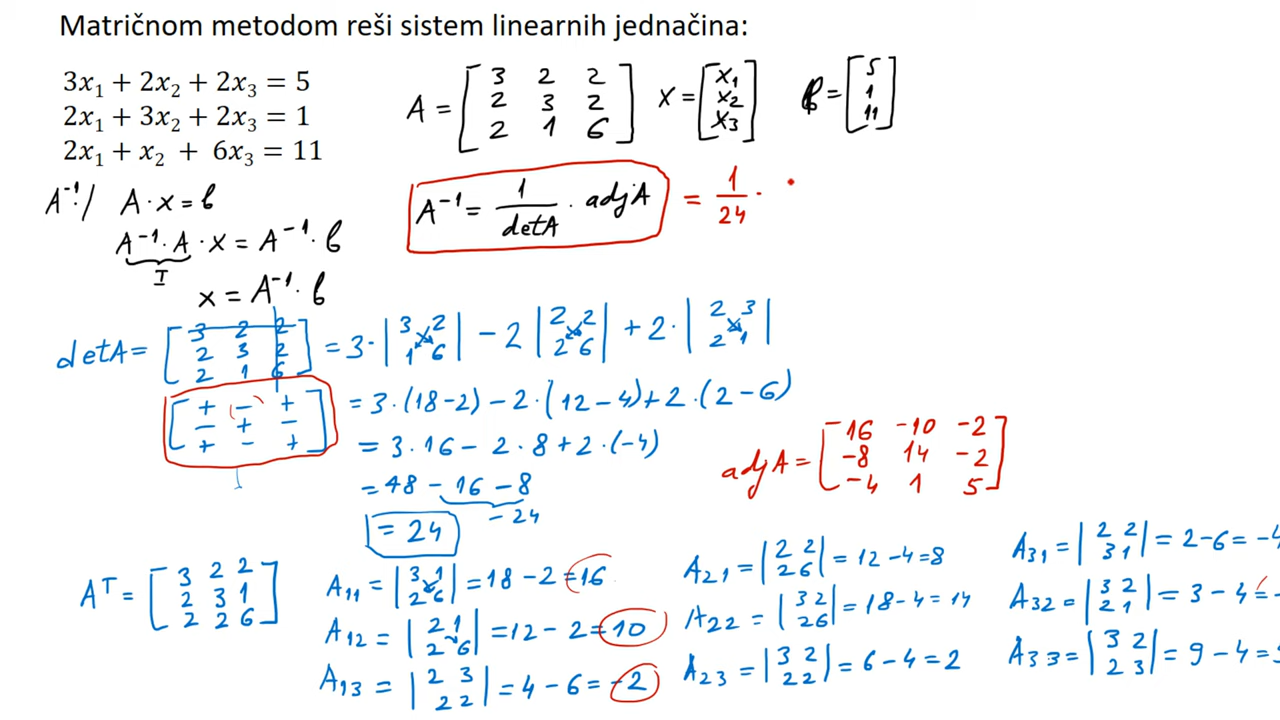 Matričnom metodom reši sistem linearnih jednačina:
3x₁ + 2x₂ + 2x₃ = 5
2x₁ + 3x₂ + 2x₃ = 1
2x₁ + x₂ + 6x₃ = 11
A = [3 2 2; 2 3 2; 2 1 6] X = [x₁; x₂; x₃] b = [5; 1; 11]
A⁻¹·/ A·x = b
A⁻¹·A·x = A⁻¹·b
I
x = A⁻¹·b
A⁻¹ = 1/detA · adjA = 1/24 ·
detA = [3 2 2; 2 3 2; 2 1 6] = 3·|3 2; 1 6| − 2|2 2; 2 6| + 2·|2 3; 2 1|
[+ − +; − + −; + − +] = 3·(18−2) − 2·(12−4) + 2·(2−6)
= 3·16 − 2·8 + 2·(−4)
= 48 − 16 − 8
−24
= 24
adjA = [16 −10 −2; −8 14 −2; −4 1 5]
Aᵀ = [3 2 2; 2 3 1; 2 2 6]
A₁₁ = |3 1; 2 6| = 18 − 2 = 16
A₁₂ = |2 1; 2 6| = 12 − 2 = 10
A₁₃ = |2 3; 2 2| = 4 − 6 = −2
A₂₁ = |2 2; 2 6| = 12 − 4 = 8
A₂₂ = |3 2; 2 6| = 18 − 4 = 14
A₂₃ = |3 2; 2 2| = 6 − 4 = 2
A₃₁ = |2 2; 3 1| = 2 − 6 = −4
A₃₂ = |3 2; 2 1| = 3 − 4 = −
A₃₃ = |3 2; 2 3| = 9 − 4 =